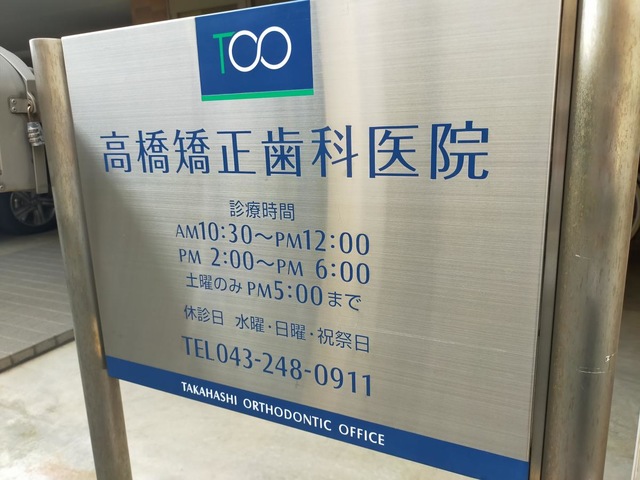 TOO
高橋矯正歯科医院
診療時間
AM10:30～PM12:00
PM 2:00～PM 6:00
土曜のみ PM5:00まで
休診日 水曜・日曜・祝祭日
TEL043-248-0911
TAKAHASHI ORTHODONTIC OFFICE